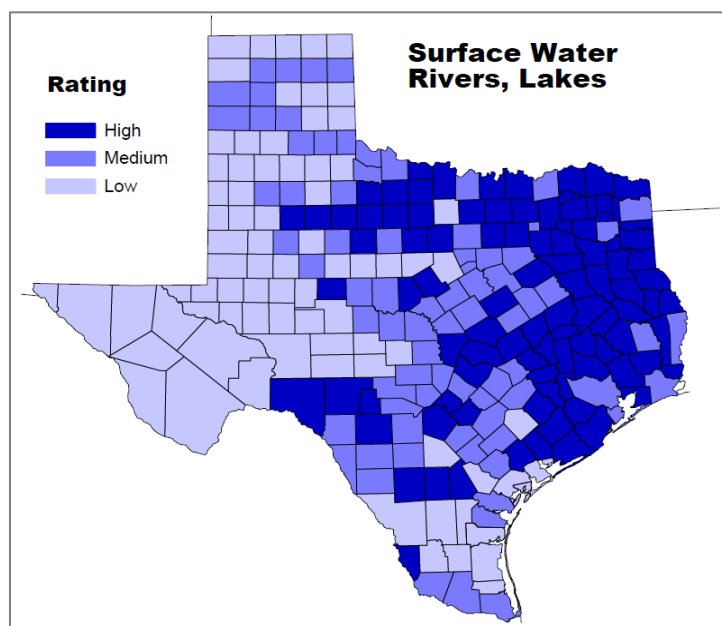 Surface Water
Rivers, Lakes
Rating
High
Medium
Low